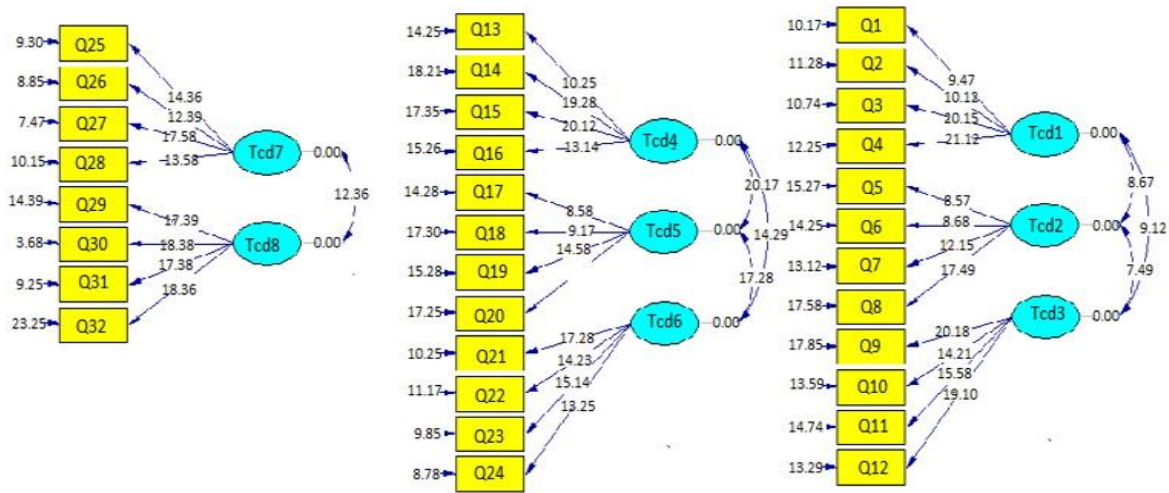 9.30 Q25
8.85 Q26
7.47 Q27
10.15 Q28
14.39 Q29
3.68 Q30
9.25 Q31
23.25 Q32
14.36
12.39
17.58
13.58
17.39
18.38
17.38
18.36
Tcd7 0.00
Tcd8 0.00
12.36
14.25 Q13
18.21 Q14
17.35 Q15
15.26 Q16
14.28 Q17
17.30 Q18
15.28 Q19
17.25 Q20
10.25 Q21
11.17 Q22
9.85 Q23
8.78 Q24
10.25
19.28
20.12
13.14
8.58
9.17
14.58
17.28
14.23
15.14
13.25
Tcd4 0.00
Tcd5 0.00
Tcd6 0.00
20.17
14.29
17.28
10.17 Q1
11.28 Q2
10.74 Q3
12.25 Q4
15.27 Q5
14.25 Q6
13.12 Q7
17.58 Q8
17.85 Q9
13.59 Q10
14.74 Q11
13.29 Q12
9.47
20.15
21.12
8.57
8.68
12.15
17.49
20.18
14.21
15.58
19.10
Tcd1 0.00
Tcd2 0.00
Tcd3 0.00
8.67
9.12
7.49